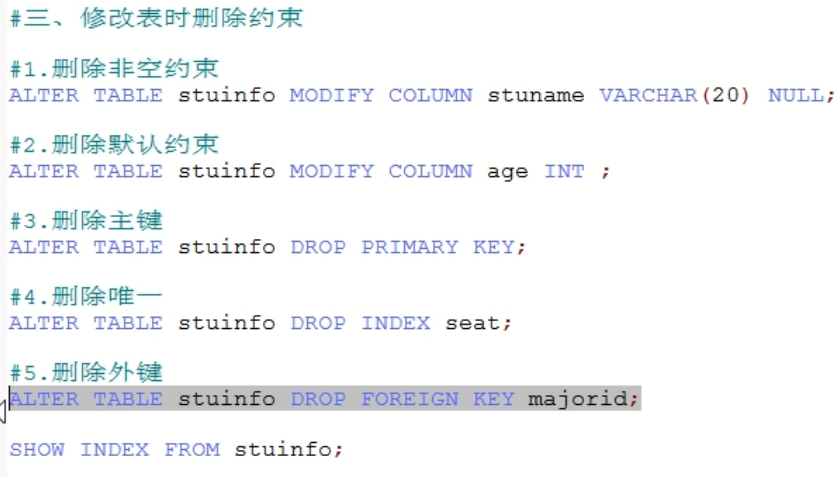 #三、修改表时删除约束
#1.删除非空约束
ALTER TABLE stuinfo MODIFY COLUMN stuname VARCHAR(20) NULL;
#2.删除默认约束
ALTER TABLE stuinfo MODIFY COLUMN age INT ;
#3.删除主键
ALTER TABLE stuinfo DROP PRIMARY KEY;
#4.删除唯一
ALTER TABLE stuinfo DROP INDEX seat;
#5.删除外键
ALTER TABLE stuinfo DROP FOREIGN KEY majorid;
SHOW INDEX FROM stuinfo;